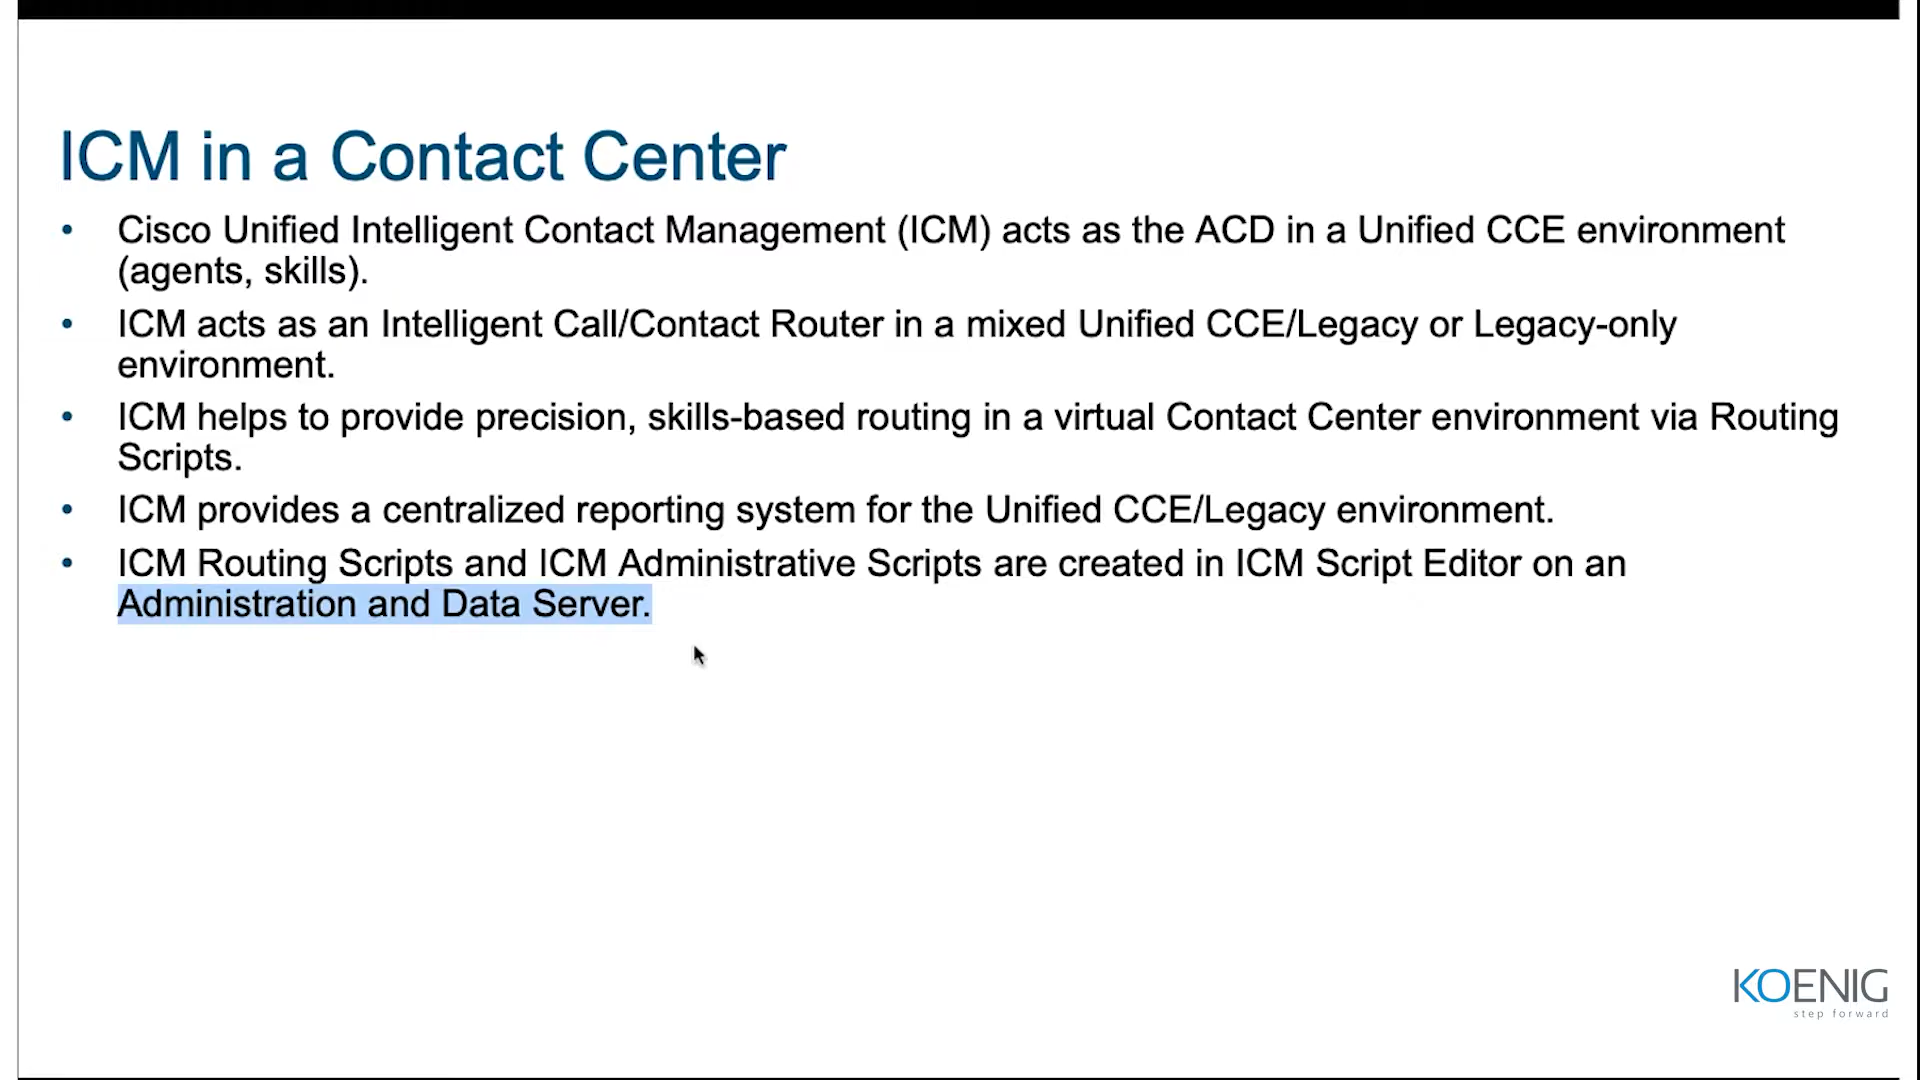 ICM in a Contact Center
• Cisco Unified Intelligent Contact Management (ICM) acts as the ACD in a Unified CCE environment
(agents, skills).
• ICM acts as an Intelligent Call/Contact Router in a mixed Unified CCE/Legacy or Legacy-only
environment.
• ICM helps to provide precision, skills-based routing in a virtual Contact Center environment via Routing
Scripts.
• ICM provides a centralized reporting system for the Unified CCE/Legacy environment.
• ICM Routing Scripts and ICM Administrative Scripts are created in ICM Script Editor on an
Administration and Data Server.
KOENIG
step forward